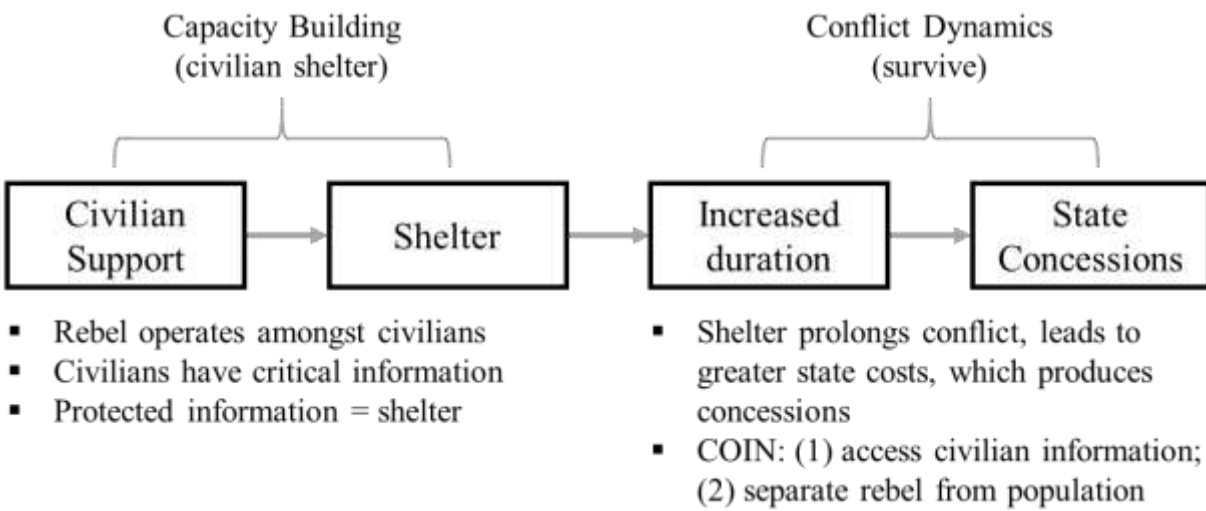 Capacity Building
(civilian shelter)
Conflict Dynamics
(survive)
Civilian
Support
Shelter
Increased
duration
State
Concessions
▪ Rebel operates amongst civilians
▪ Civilians have critical information
▪ Protected information = shelter
▪ Shelter prolongs conflict, leads to
greater state costs, which produces
concessions
▪ COIN: (1) access civilian information;
(2) separate rebel from population